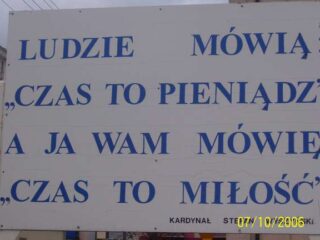 LUDZIE MÓWIĄ:
„CZAS TO PIENIĄDZ”
A JA WAM MÓWIĘ
„CZAS TO MIŁOŚĆ”
KARDYNAŁ
07/10/2006